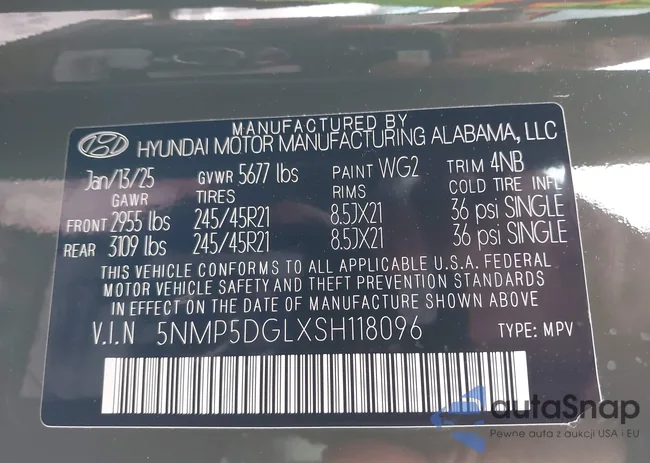 MANUFACTURED BY
HYUNDAI MOTOR MANUFACTURING ALABAMA, LLC
Jan/13/25 GVWR 5677 lbs PAINT WG2 TRIM 4NB
GAWR TIRES RIMS COLD TIRE INFL
FRONT 2955 lbs 245/45R21 8.5JX21 36 psi SINGLE
REAR 3109 lbs 245/45R21 8.5JX21 36 psi SINGLE
THIS VEHICLE CONFORMS TO ALL APPLICABLE U.S.A. FEDERAL
MOTOR VEHICLE SAFETY AND THEFT PREVENTION STANDARDS
IN EFFECT ON THE DATE OF MANUFACTURE SHOWN ABOVE.
V.I.N 5NMP5DGLXSH118096 TYPE: MPV
autaSnap
Pewne auta z aukcji USA i EU